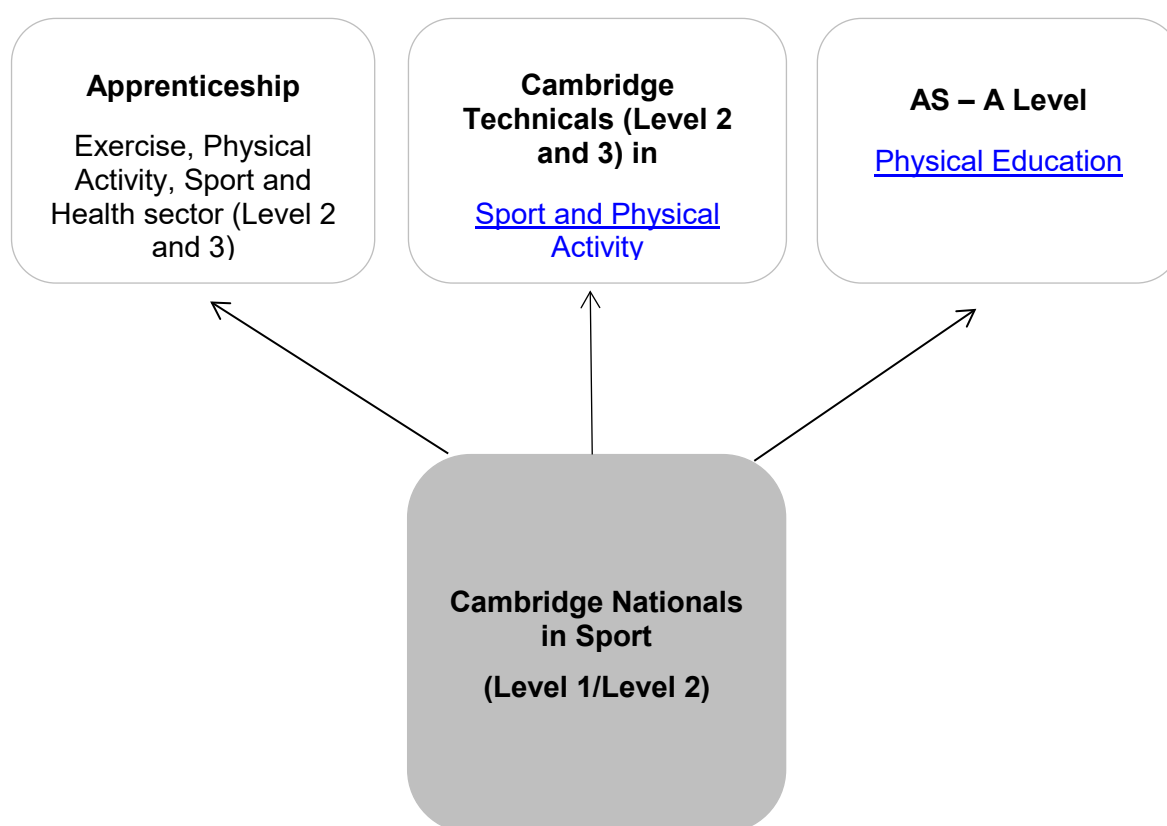 Apprenticeship
Exercise, Physical
Activity, Sport and
Health sector (Level 2
and 3)
Cambridge
Technicals (Level 2
and 3) in
Sport and Physical
Activity
AS – A Level
Physical Education
Cambridge Nationals
in Sport
(Level 1/Level 2)